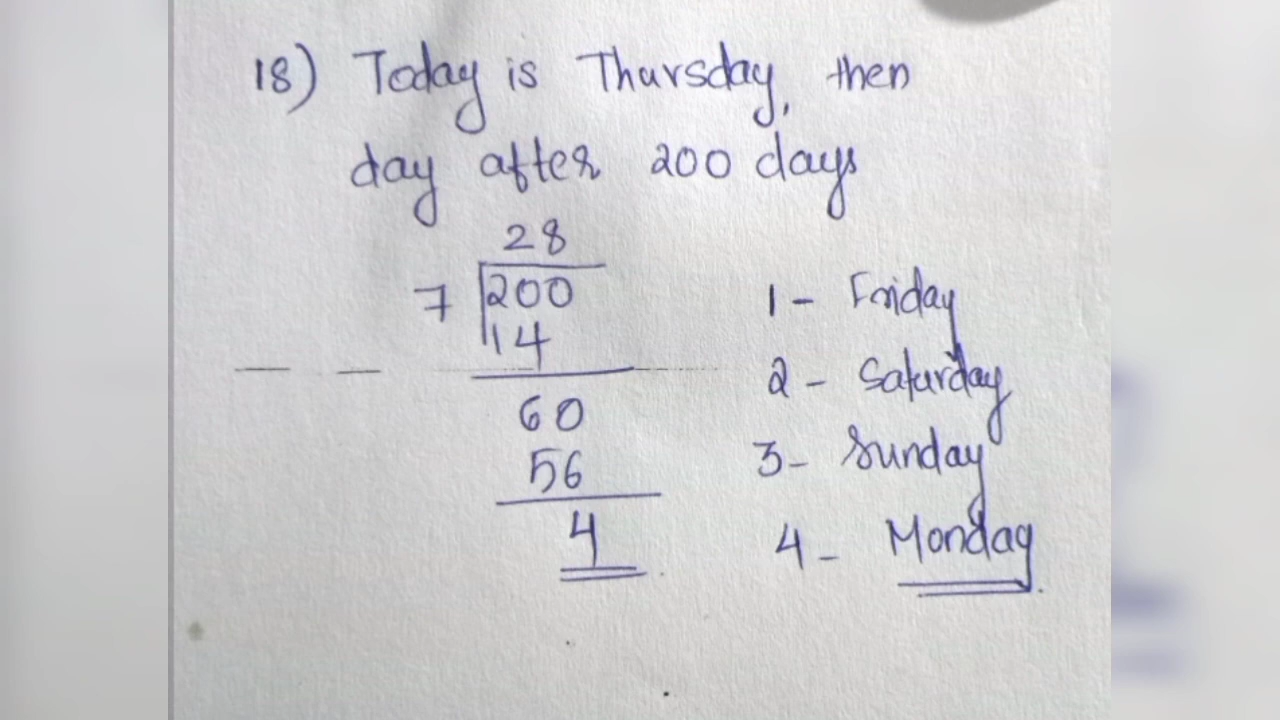 18) Today is Thursday, then
day after 200 days
28
7 200
14
60
56
4
1 - Friday
2 - Saturday
3 - Sunday
4 - Monday